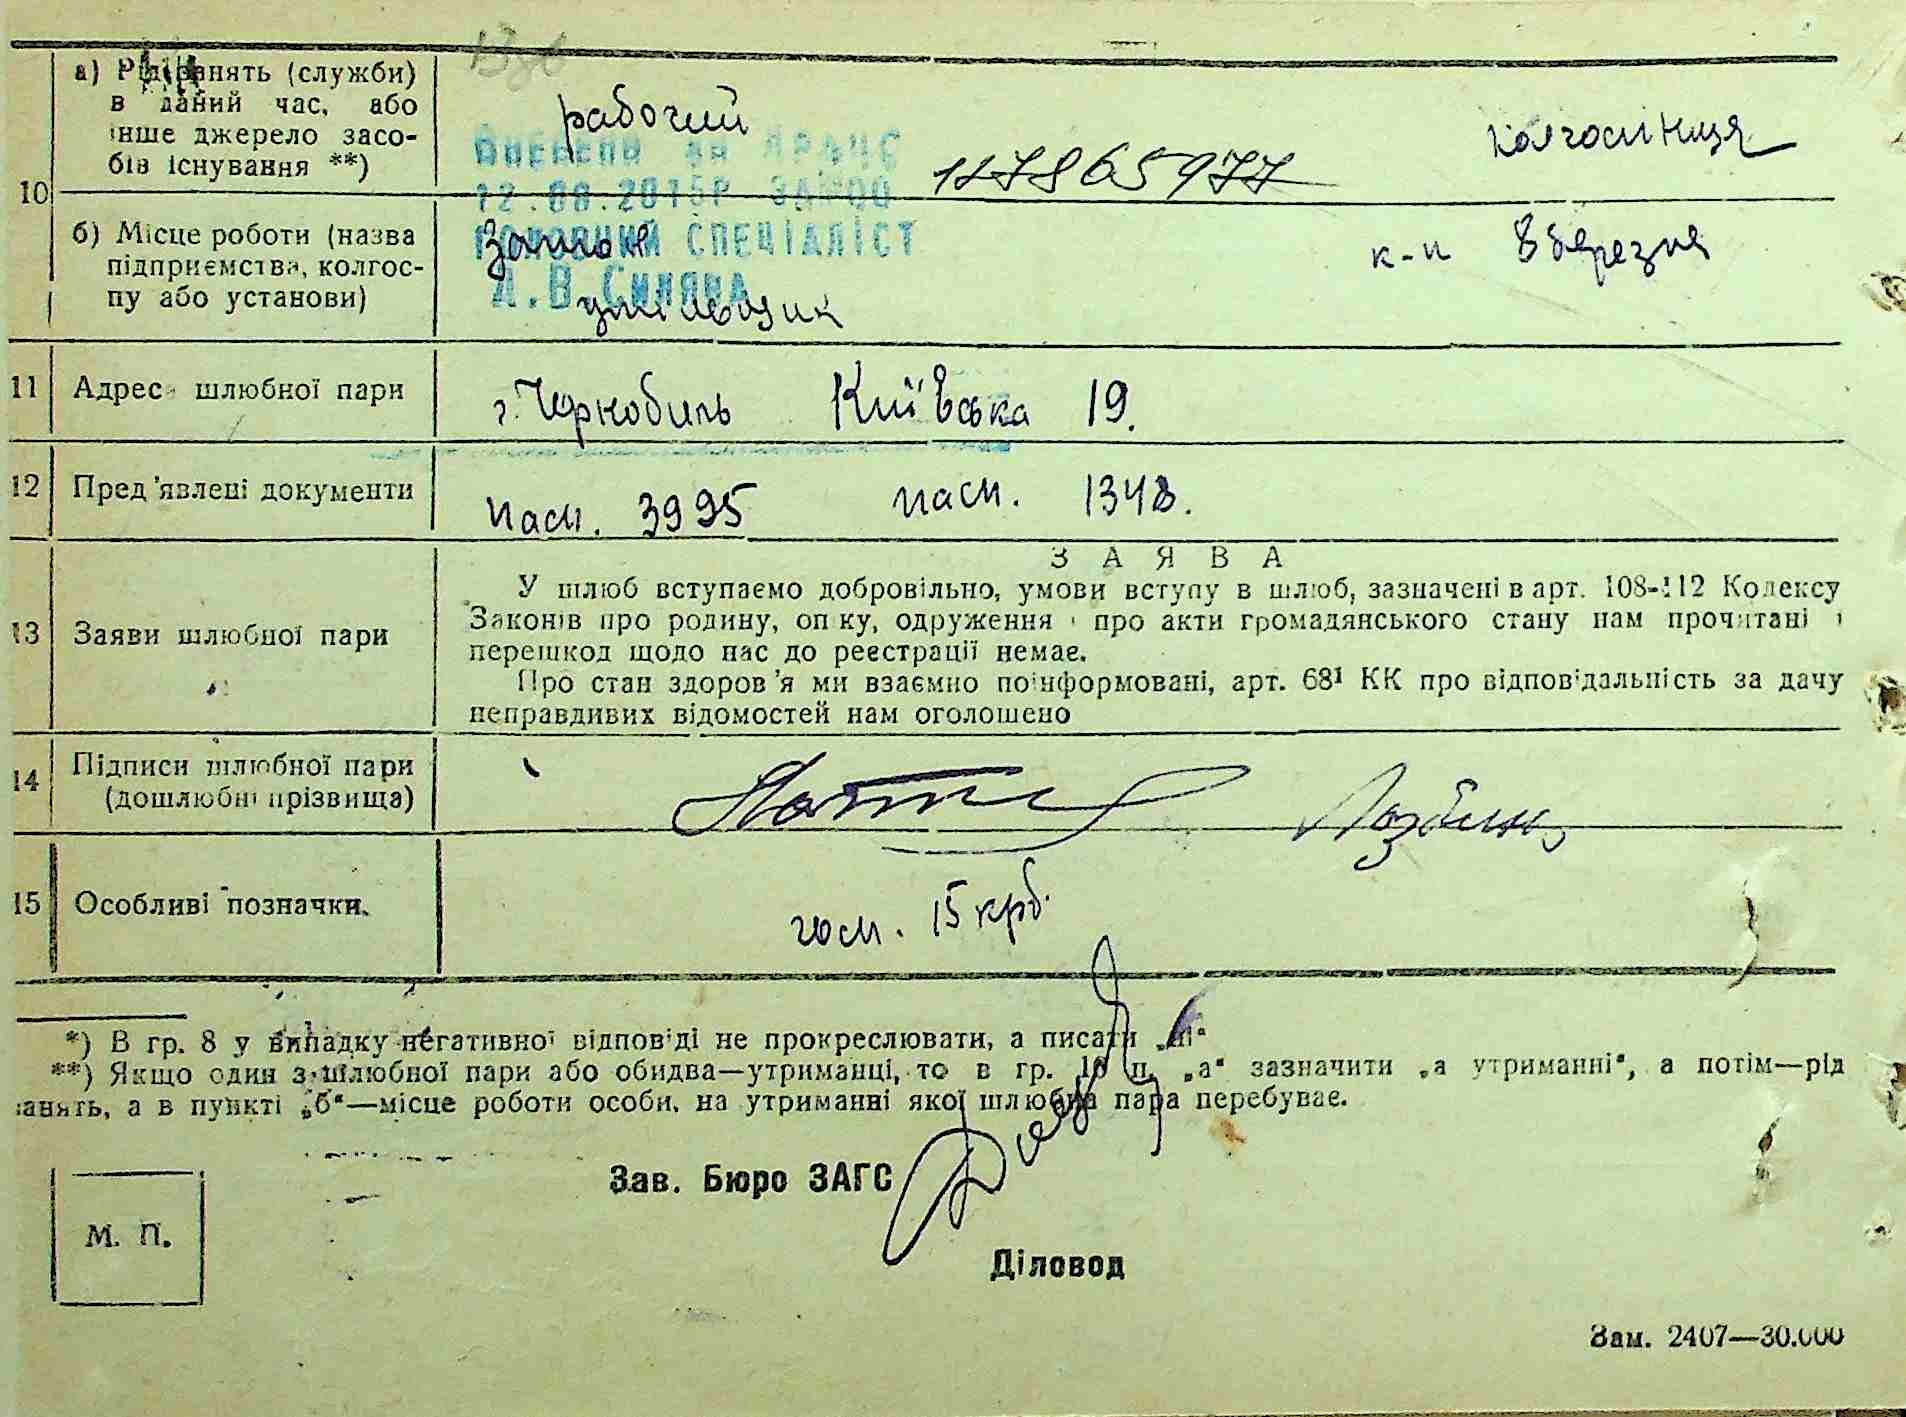 10
а) Рід занять (служби)
в даний час, або
інше джерело засо-
бів існування **)
рабочий
колгоспниця
б) Місце роботи (назва
підприємства, колгос-
пу або установи)
к-п 8 березня
12.08.2015Р
ГОЛОВНИЙ СПЕЦІАЛІСТ
11 Адрес шлюбної пари
г. Чорнобиль Київська 19.
12 Пред'явлені документи
пасп. 3995 пасп. 1348.
13 Заяви шлюбної пари
ЗАЯВА
У шлюб вступаємо добровільно, умови вступу в шлюб, зазначені в арт. 108-112 Кодексу
Законів про родину, опіку, одруження і про акти громадянського стану нам прочитані і
перешкод щодо нас до реєстрації немає.
Про стан здоров'я ми взаємно поінформовані, арт. 68¹ КК про відповідальність за дачу
неправдивих відомостей нам оголошено
14 Підписи шлюбної пари
(дошлюбні прізвища)
15 Особливі позначки.
госп. 15 крб.
*) В гр. 8 у випадку негативної відповіді не прокреслювати, а писати „ні“
**) Якщо один з шлюбної пари або обидва—утриманці, то в гр. 10 п. „а“ зазначити „а утриманні“, а потім—рід
занять, а в пункті „б“—місце роботи особи, на утриманні якої шлюбна пара перебуває.
Зав. Бюро ЗАГС
М. П.
Діловод
Зам. 2407—30.000